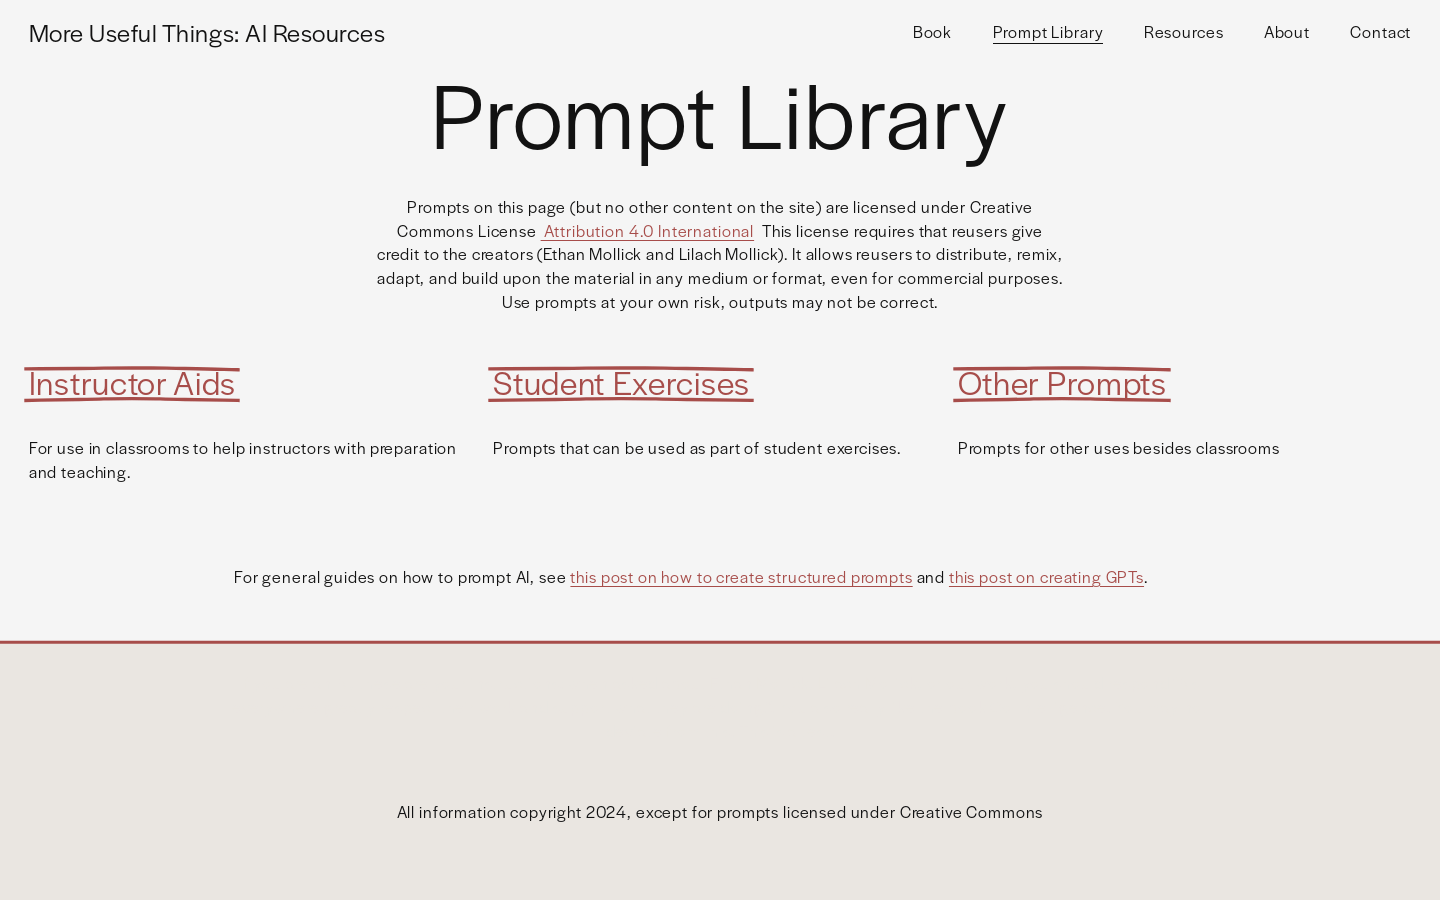 More Useful Things: AI Resources
Book Prompt Library Resources About Contact
Prompt Library
Prompts on this page (but no other content on the site) are licensed under Creative
Commons License Attribution 4.0 International This license requires that reusers give
credit to the creators (Ethan Mollick and Lilach Mollick). It allows reusers to distribute, remix,
adapt, and build upon the material in any medium or format, even for commercial purposes.
Use prompts at your own risk, outputs may not be correct.
Instructor Aids
For use in classrooms to help instructors with preparation
and teaching.
Student Exercises
Prompts that can be used as part of student exercises.
Other Prompts
Prompts for other uses besides classrooms
For general guides on how to prompt AI, see this post on how to create structured prompts and this post on creating GPTs.
All information copyright 2024, except for prompts licensed under Creative Commons